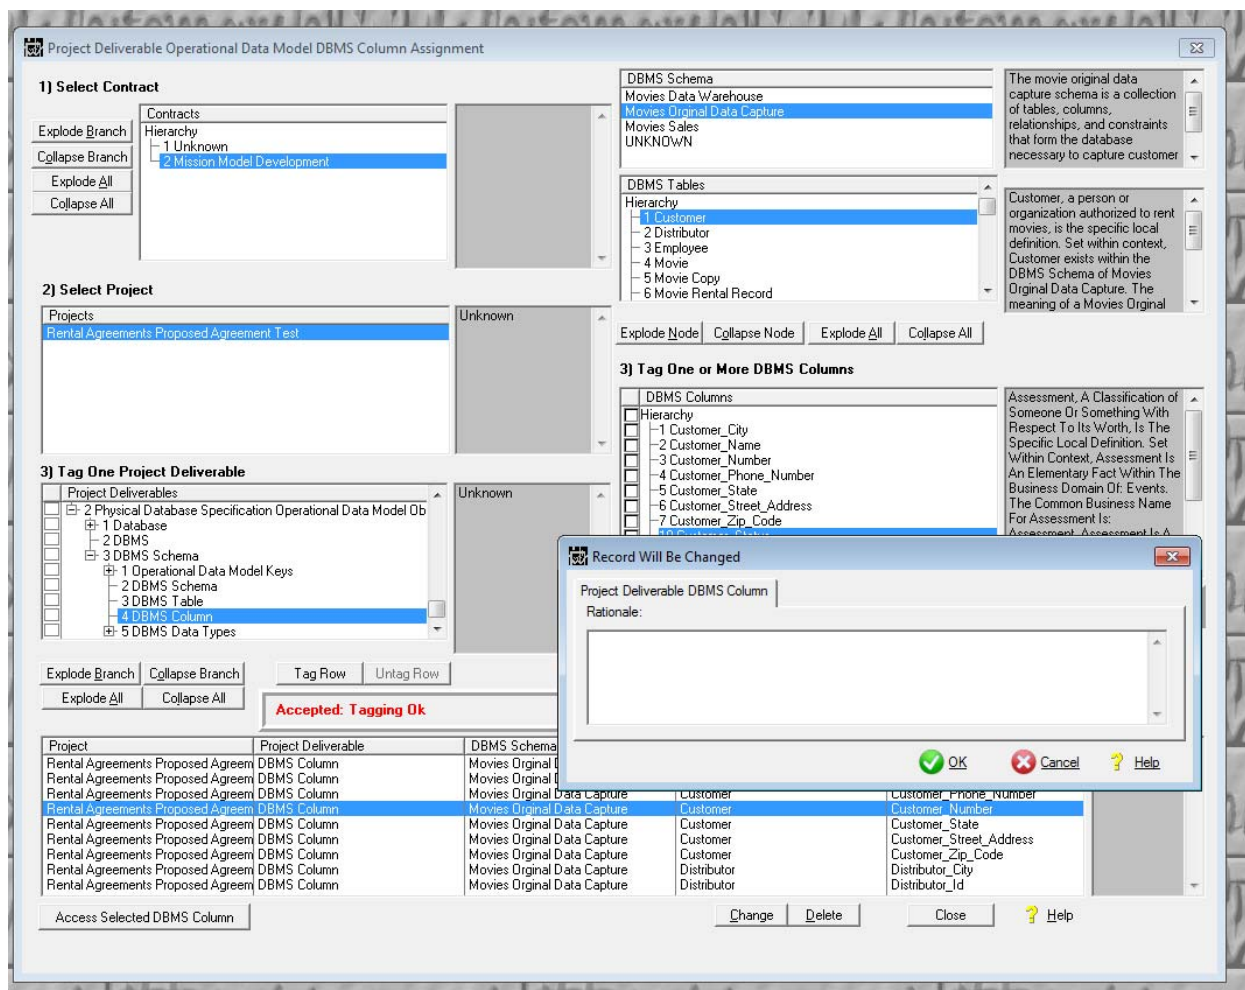 Project Deliverable Operational Data Model DBMS Column Assignment
1) Select Contract
Explode Branch
Collapse Branch
Explode All
Collapse All
Contracts
Hierarchy
1 Unknown
2 Mission Model Development
DBMS Schema
Movies Data Warehouse
Movies Orginal Data Capture
Movies Sales
UNKNOWN
The movie original data
capture schema is a collection
of tables, columns,
relationships, and constraints
that form the database
necessary to capture customer
DBMS Tables
Hierarchy
1 Customer
2 Distributor
3 Employee
4 Movie
5 Movie Copy
6 Movie Rental Record
Customer, a person or
organization authorized to rent
movies, is the specific local
definition. Set within context,
Customer exists within the
DBMS Schema of Movies
Orginal Data Capture. The
meaning of a Movies Orginal
Explode Node
Collapse Node
Explode All
Collapse All
2) Select Project
Projects
Rental Agreements Proposed Agreement Test
Unknown
3) Tag One or More DBMS Columns
DBMS Columns
Hierarchy
1 Customer_City
2 Customer_Name
3 Customer_Number
4 Customer_Phone_Number
5 Customer_State
6 Customer_Street_Address
7 Customer_Zip_Code
10 Customer_Status
Assessment, A Classification of
Someone Or Something With
Respect To Its Worth, Is The
Specific Local Definition. Set
Within Context, Assessment Is
An Elementary Fact Within The
Business Domain Of: Events.
The Common Business Name
For Assessment Is:
Assessment. Assessment Is A
3) Tag One Project Deliverable
Project Deliverables
2 Physical Database Specification Operational Data Model Ob
1 Database
2 DBMS
3 DBMS Schema
1 Operational Data Model Keys
2 DBMS Schema
3 DBMS Table
4 DBMS Column
5 DBMS Data Types
Unknown
Explode Branch
Collapse Branch
Explode All
Collapse All
Tag Row
Untag Row
Accepted: Tagging Ok
Record Will Be Changed
Project Deliverable DBMS Column
Rationale:
OK
Cancel
Help
Project Project Deliverable DBMS Schema
Rental Agreements Proposed Agreem DBMS Column Movies Orginal D
Rental Agreements Proposed Agreem DBMS Column Movies Orginal D
Rental Agreements Proposed Agreem DBMS Column Movies Orginal Data Capture Customer Customer_Phone_Number
Rental Agreements Proposed Agreem DBMS Column Movies Orginal Data Capture Customer Customer_Number
Rental Agreements Proposed Agreem DBMS Column Movies Orginal Data Capture Customer Customer_State
Rental Agreements Proposed Agreem DBMS Column Movies Orginal Data Capture Customer Customer_Street_Address
Rental Agreements Proposed Agreem DBMS Column Movies Orginal Data Capture Customer Customer_Zip_Code
Rental Agreements Proposed Agreem DBMS Column Movies Orginal Data Capture Distributor Distributor_City
Rental Agreements Proposed Agreem DBMS Column Movies Orginal Data Capture Distributor Distributor_Id
Access Selected DBMS Column
Change
Delete
Close
Help